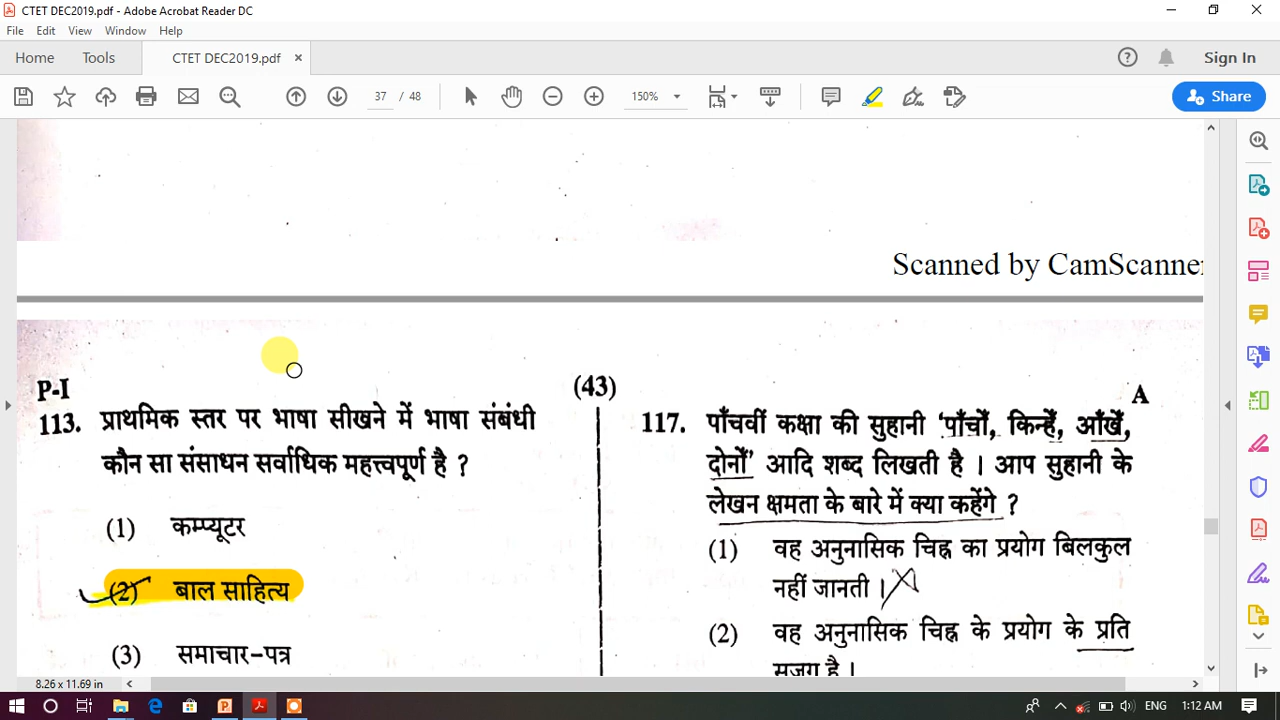 CTET DEC2019.pdf - Adobe Acrobat Reader DC
File Edit View Window Help
Home Tools CTET DEC2019.pdf × Sign In
37 / 48 150% Share
Scanned by CamScanner
P-I (43) A
113. प्राथमिक स्तर पर भाषा सीखने में भाषा संबंधी
कौन सा संसाधन सर्वाधिक महत्त्वपूर्ण है ?
(1) कम्प्यूटर
(2) बाल साहित्य
(3) समाचार-पत्र
117. पाँचवीं कक्षा की सुहानी ‘पाँचोँ, किन्हेँ, आँखेँ,
दोनोँ’ आदि शब्द लिखती है । आप सुहानी के
लेखन क्षमता के बारे में क्या कहेंगे ?
(1) वह अनुनासिक चिह्न का प्रयोग बिलकुल
नहीं जानती ।
(2) वह अनुनासिक चिह्न के प्रयोग के प्रति
सजग है ।
8.26 x 11.69 in
ENG 1:12 AM